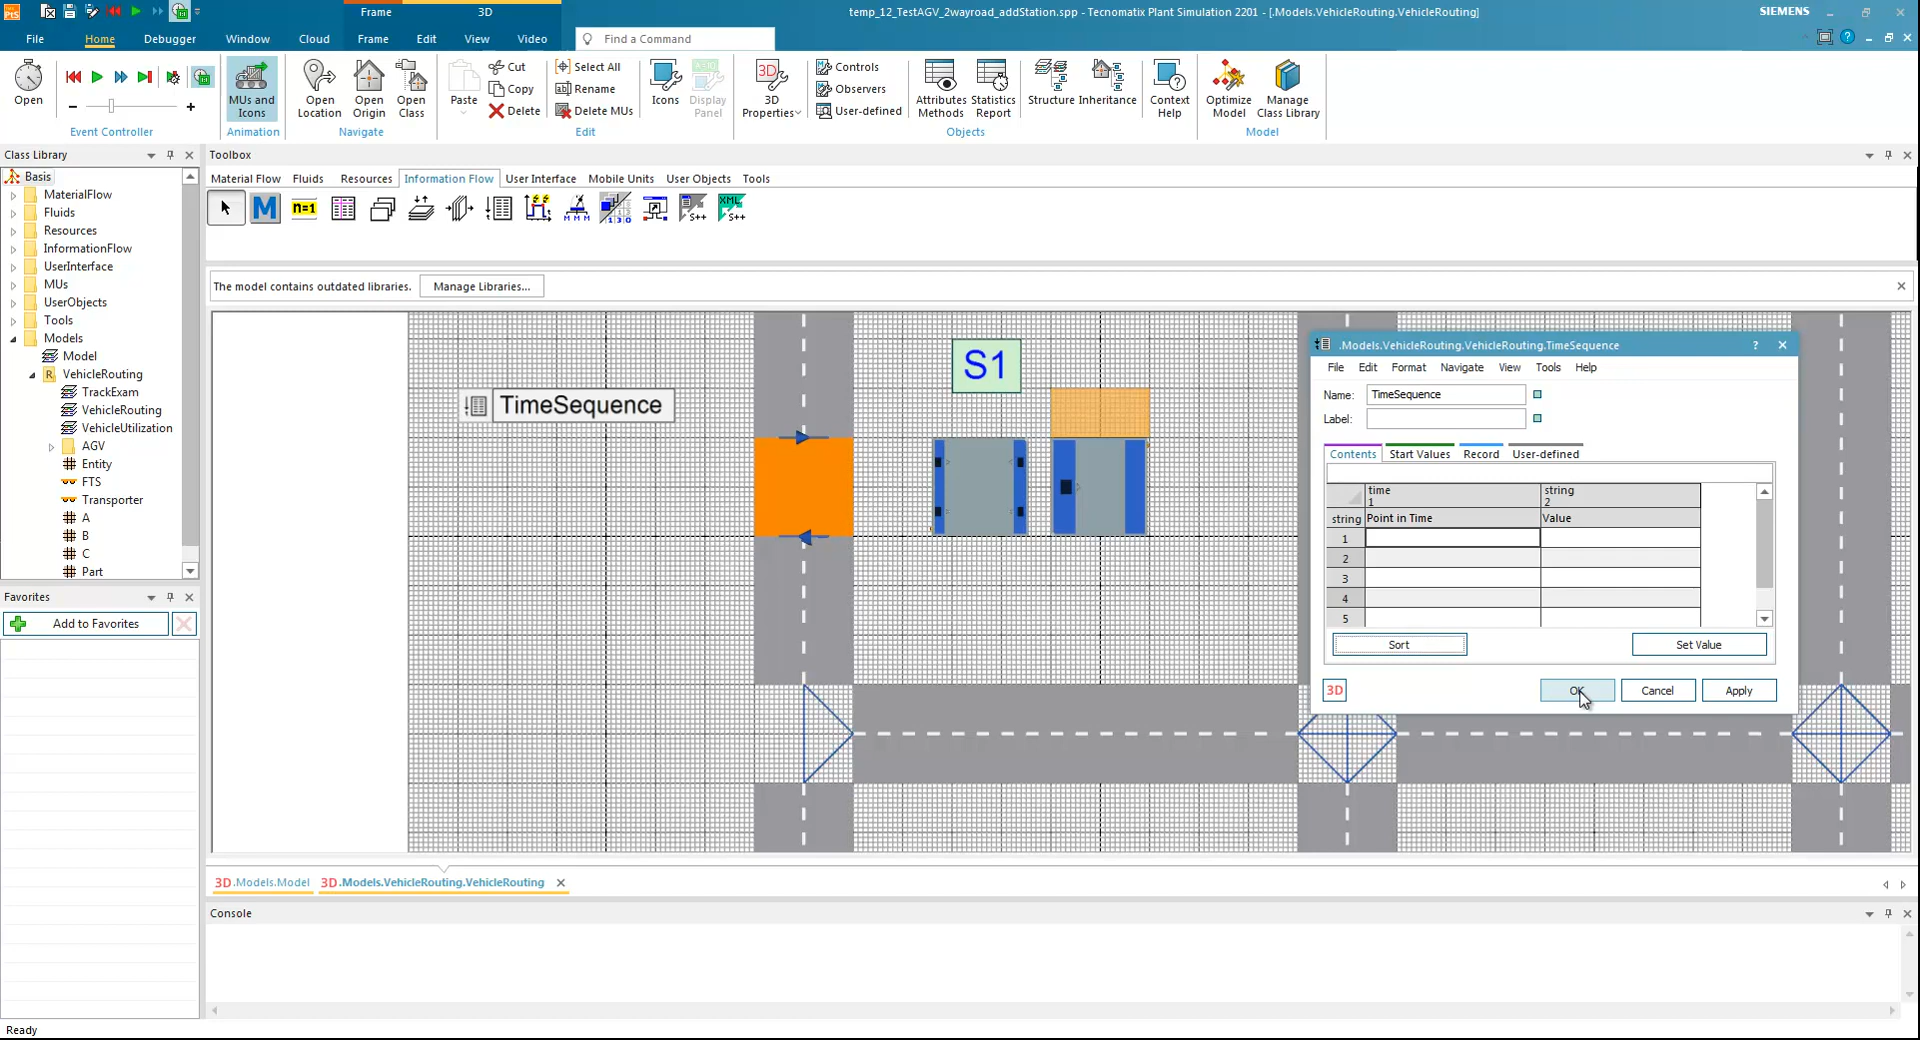 Frame 3D
temp_12_TestAGV_2wayroad_addStation.spp - Tecnomatix Plant Simulation 2201 - [.Models.VehicleRouting.VehicleRouting]
SIEMENS
File Home Debugger Window Cloud Frame Edit View Video Find a Command
Open
Event Controller
MUs and Icons
Animation
Open Location
Open Origin
Open Class
Navigate
Paste
Cut
Copy
Delete
Select All
Rename
Delete MUs
Edit
Icons
Display Panel
3D Properties
Controls
Observers
User-defined
Attributes Methods
Statistics Report
Structure
Inheritance
Objects
Context Help
Optimize Model
Manage Class Library
Model
Class Library
Basis
MaterialFlow
Fluids
Resources
InformationFlow
UserInterface
MUs
UserObjects
Tools
Models
Model
R VehicleRouting
TrackExam
VehicleRouting
VehicleUtilization
AGV
Entity
FTS
Transporter
A
B
C
Part
Favorites
Add to Favorites
Toolbox
Material Flow Fluids Resources Information Flow User Interface Mobile Units User Objects Tools
M n=1 S++ XML S++
The model contains outdated libraries. Manage Libraries...
TimeSequence
S1
.Models.VehicleRouting.VehicleRouting.TimeSequence ?
File Edit Format Navigate View Tools Help
Name: TimeSequence
Label:
Contents Start Values Record User-defined
time string
1 2
string Point in Time Value
1
2
3
4
5
Sort Set Value
3D OK Cancel Apply
3D .Models.Model 3D .Models.VehicleRouting.VehicleRouting
Console
Ready